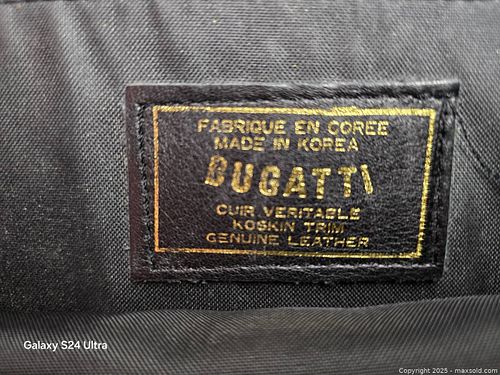 FABRIQUE EN COREE
MADE IN KOREA
BUGATTI
CUIR VERITABLE
KOSKIN TRIM
GENUINE LEATHER
Galaxy S24 Ultra
Copyright 2025 - maxsold.com